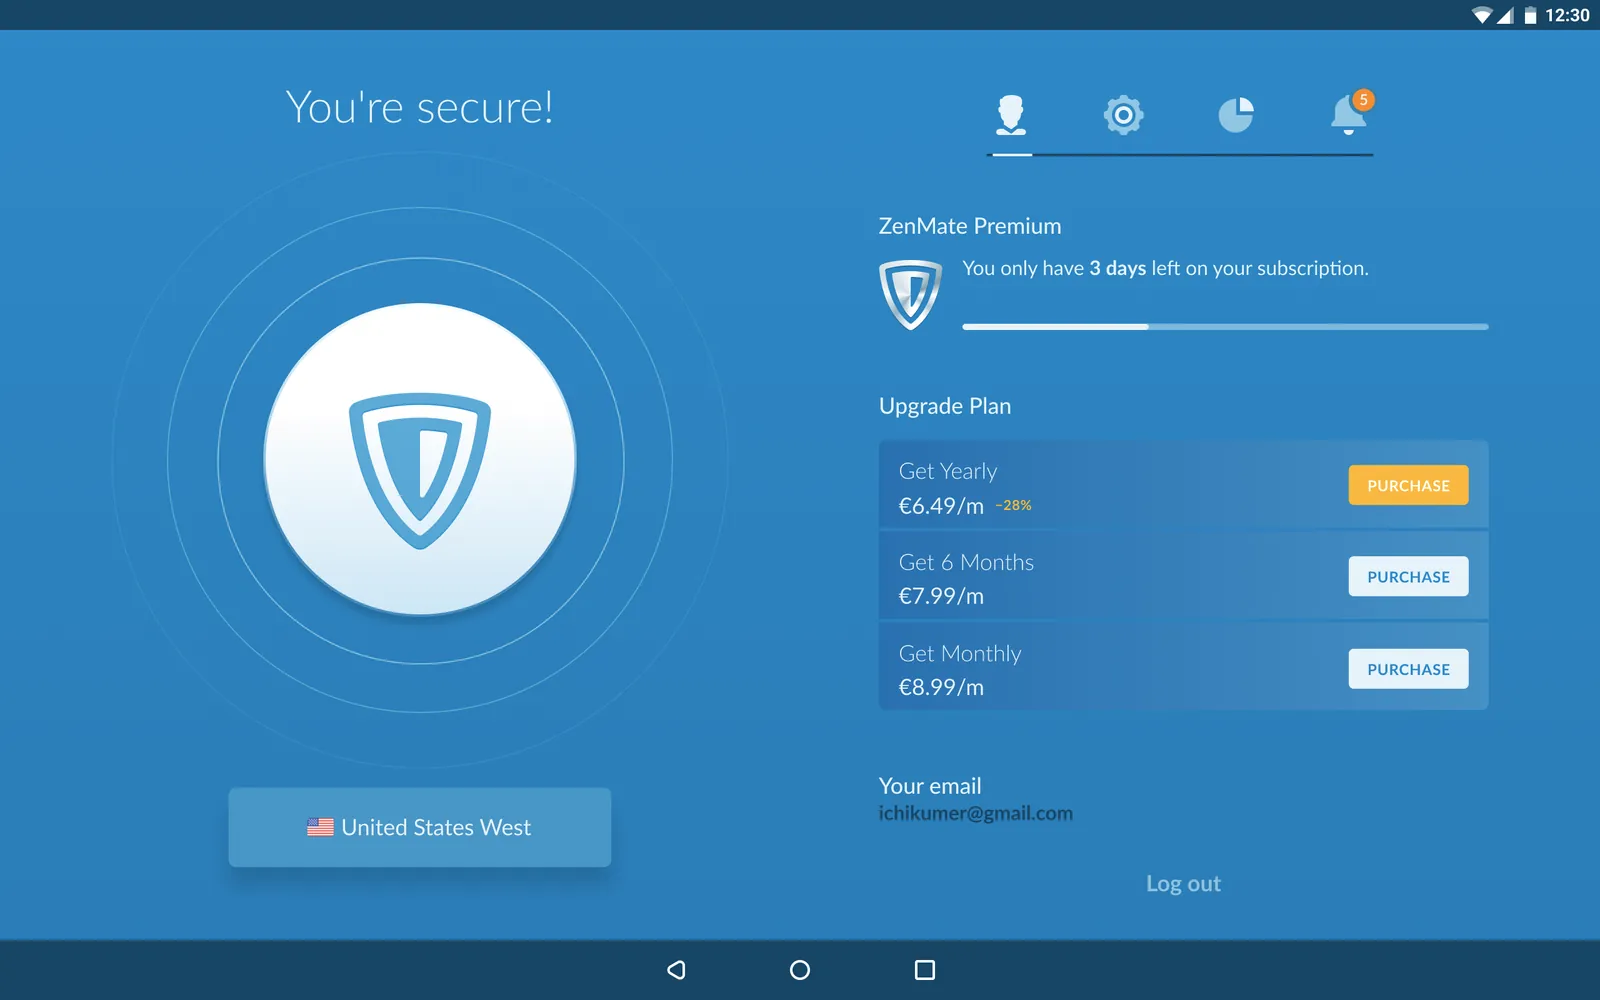 12:30
You're secure!
5
ZenMate Premium
You only have 3 days left on your subscription.
Upgrade Plan
Get Yearly
€6.49/m -28%
PURCHASE
Get 6 Months
€7.99/m
PURCHASE
Get Monthly
€8.99/m
PURCHASE
Your email
ichikumer@gmail.com
Log out
United States West